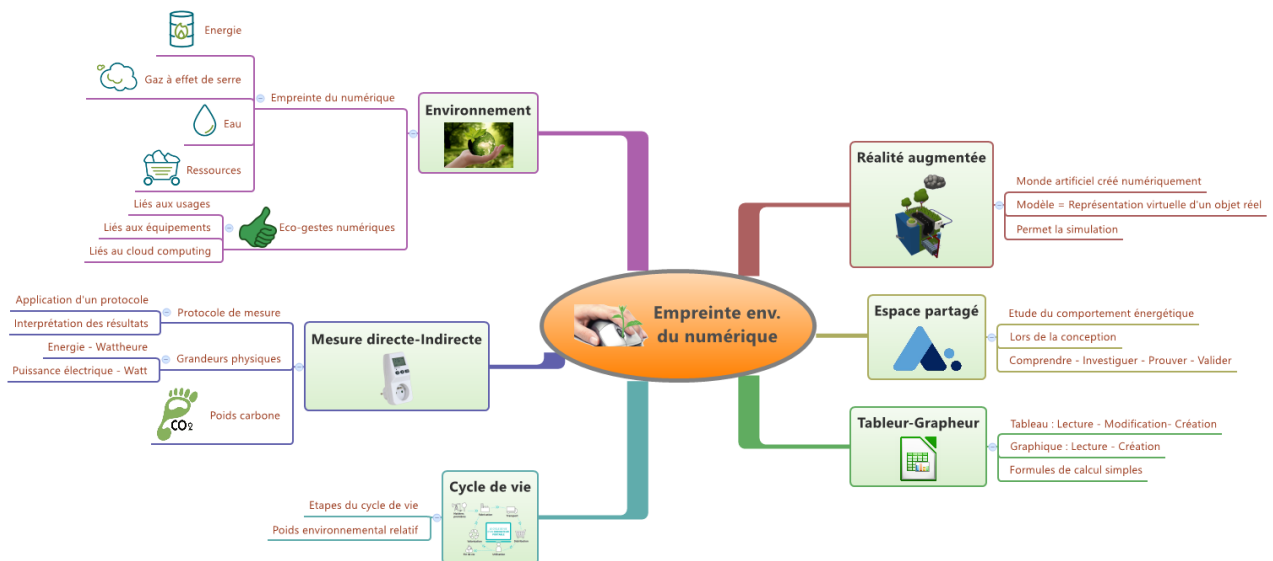 Empreinte env.
du numérique
Environnement
Empreinte du numérique
Energie
Gaz à effet de serre
Eau
Ressources
Eco-gestes numériques
Liés aux usages
Liés aux équipements
Liés au cloud computing
Mesure directe-Indirecte
Protocole de mesure
Application d'un protocole
Interprétation des résultats
Grandeurs physiques
Energie - Wattheure
Puissance électrique - Watt
Poids carbone
CO2
Cycle de vie
Etapes du cycle de vie
Poids environnemental relatif
Réalité augmentée
Monde artificiel créé numériquement
Modèle = Représentation virtuelle d'un objet réel
Permet la simulation
Espace partagé
Etude du comportement énergétique
Lors de la conception
Comprendre - Investiguer - Prouver - Valider
Tableur-Grapheur
Tableau : Lecture - Modification- Création
Graphique : Lecture - Création
Formules de calcul simples